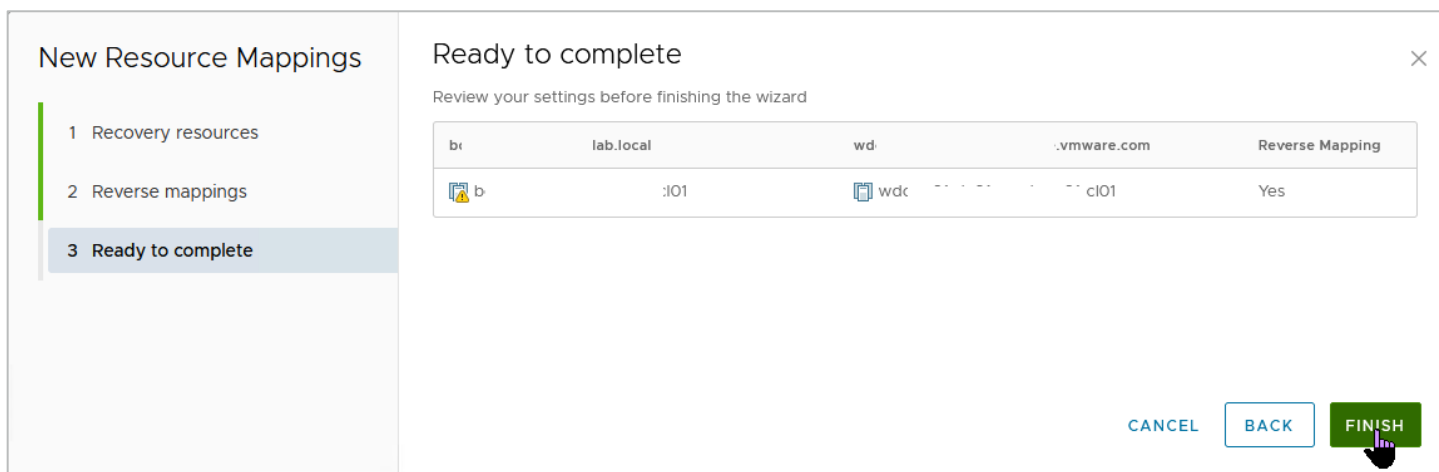 New Resource Mappings
1 Recovery resources
2 Reverse mappings
3 Ready to complete
Ready to complete
Review your settings before finishing the wizard
lab.local .vmware.com Reverse Mapping
cl01 Yes
CANCEL BACK FINISH